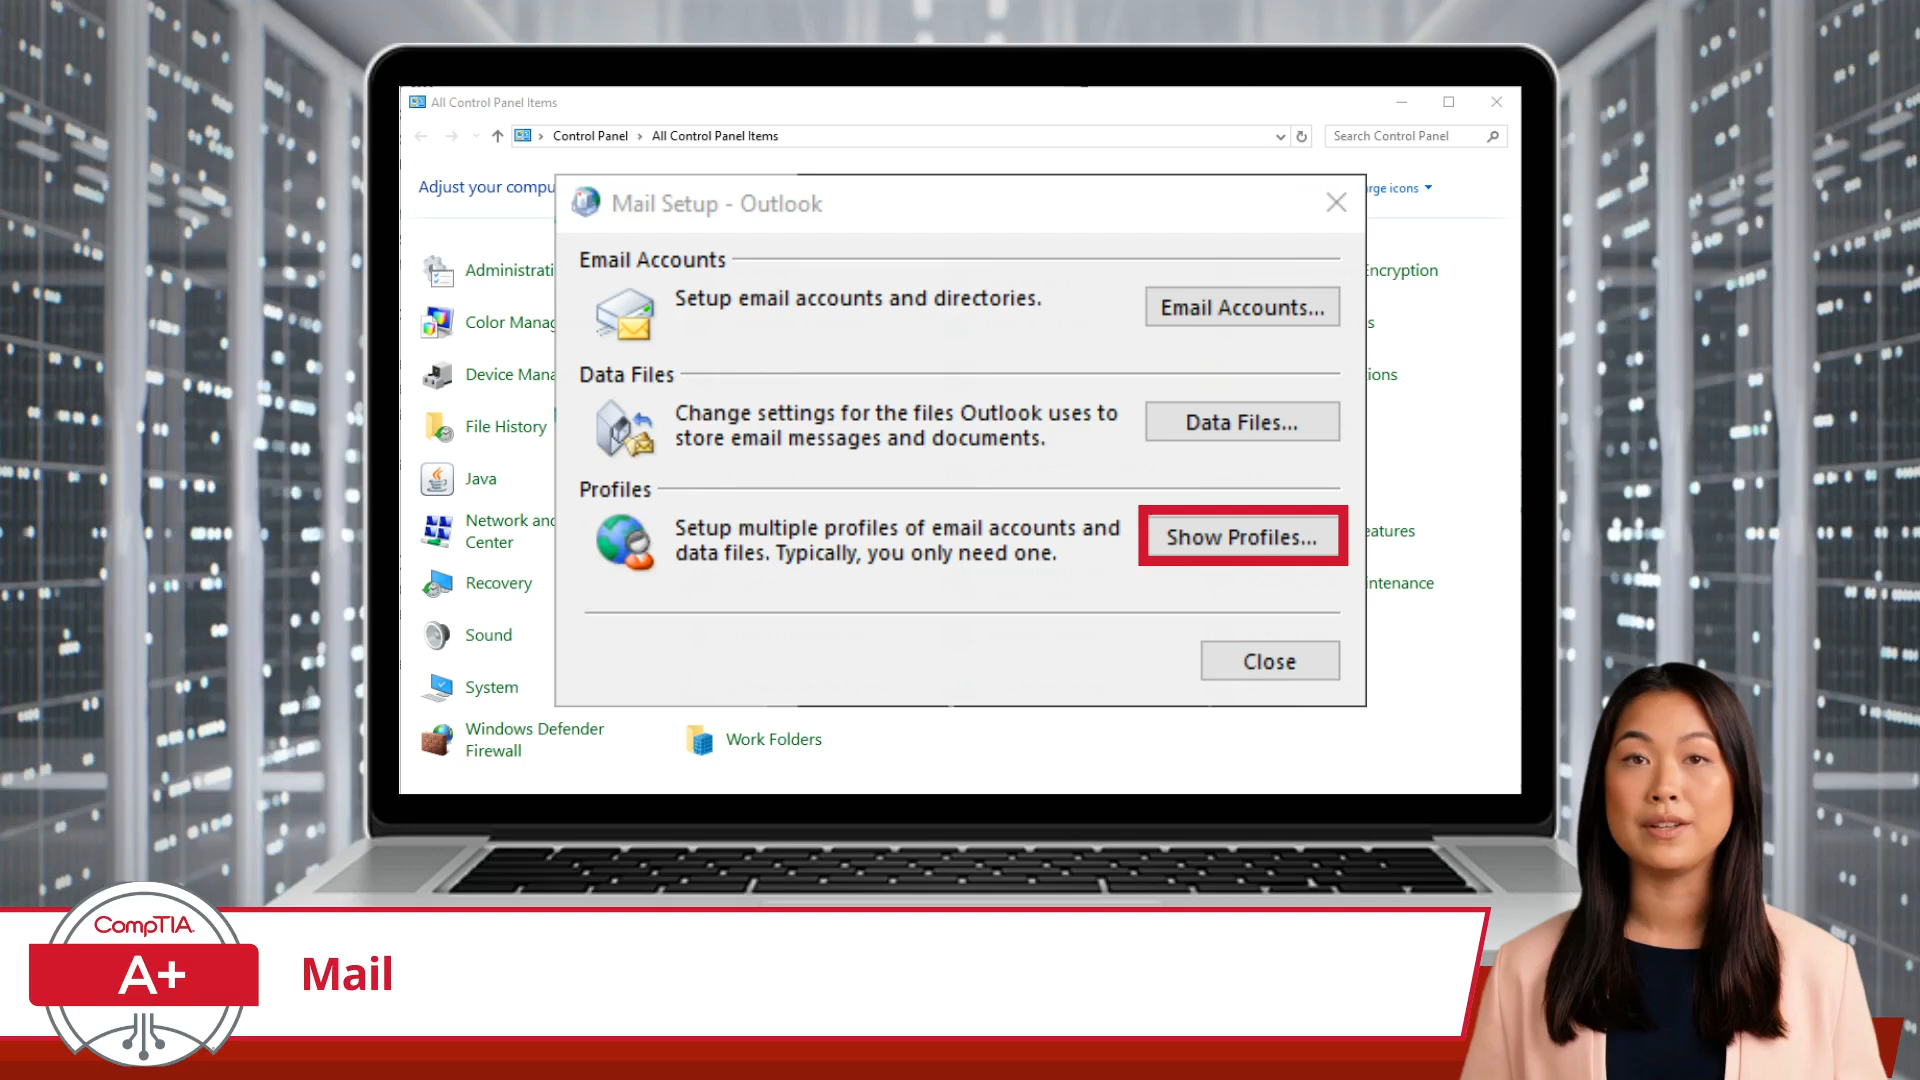 All Control Panel Items
Control Panel > All Control Panel Items
Search Control Panel
Adjust your compu
rge icons
Mail Setup - Outlook
Email Accounts
Setup email accounts and directories.
Email Accounts...
Data Files
Change settings for the files Outlook uses to
store email messages and documents.
Data Files...
Profiles
Setup multiple profiles of email accounts and
data files. Typically, you only need one.
Show Profiles...
Close
Administrati
Color Manag
Device Mana
File History
Java
Network and
Center
Recovery
Sound
System
Windows Defender
Firewall
Work Folders
ncryption
s
ions
eatures
intenance
CompTIA.
A+
Mail